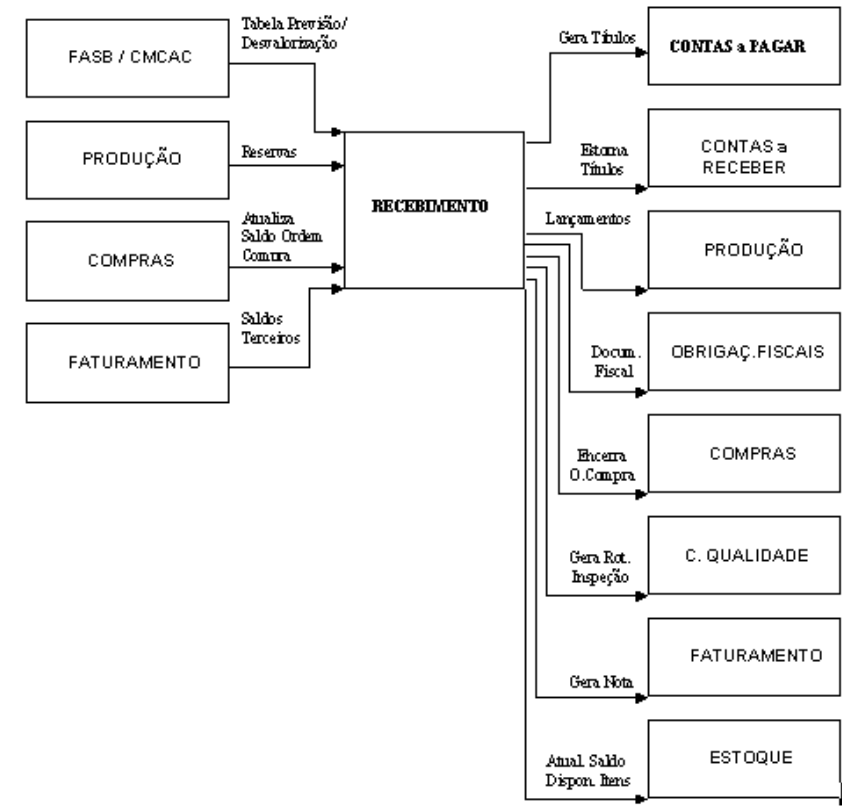 Tabela Previsão/
Desvalorização
FASB / CMCAC
PRODUÇÃO
Reservas
Atualiza
Saldo Ordem
Compra
COMPRAS
Saldos
Terceiros
FATURAMENTO
RECEBIMENTO
Gera Títulos
CONTAS a PAGAR
Estorna
Títulos
CONTAS a
RECEBER
Lançamentos
PRODUÇÃO
Docum.
Fiscal
OBRIGAÇ.FISCAIS
Encerra
O.Compra
COMPRAS
Gera Rot.
Inspeção
C. QUALIDADE
Gera Nota
FATURAMENTO
Atual. Saldo
Dispon. Itens
ESTOQUE